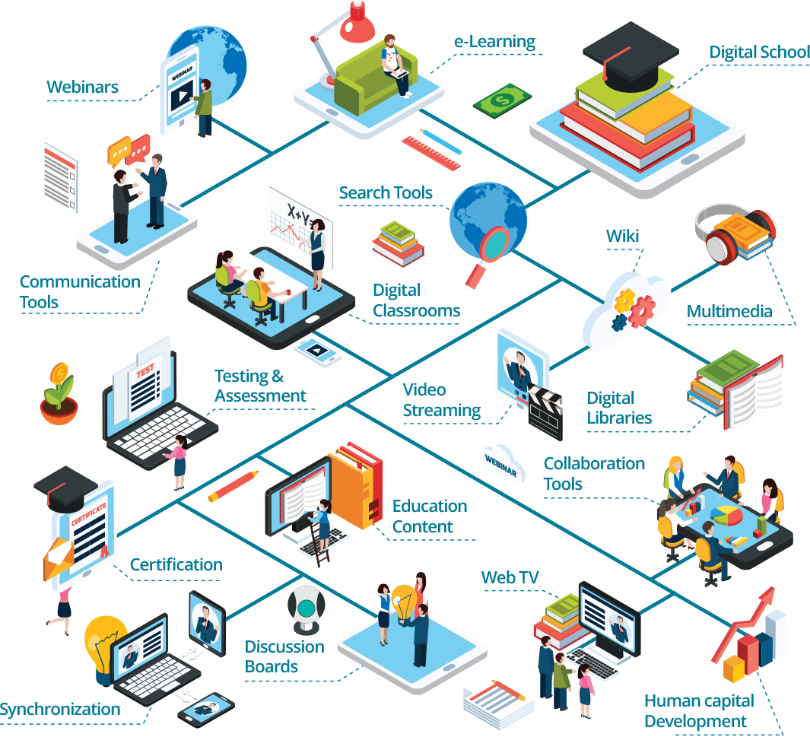 e-Learning
Digital School
Webinars
WEBINAR
Search Tools
X+Y=
Wiki
Communication
Tools
Digital
Classrooms
Multimedia
TEST
Testing &
Assessment
Video
Streaming
Digital
Libraries
WEBINAR
Collaboration
Tools
CERTIFICATE
Education
Content
Certification
Web TV
Discussion
Boards
Synchronization
Human capital
Development